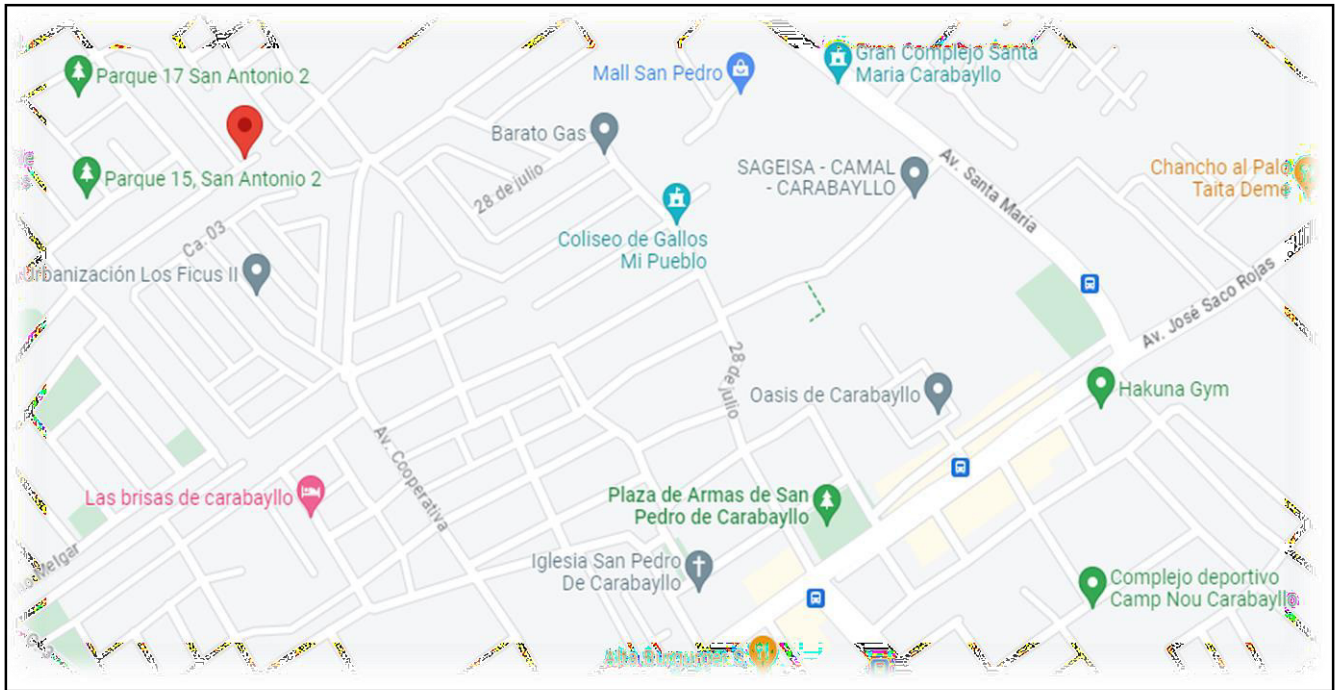 Gran Complejo Santa
Maria Carabayllo
Mall San Pedro
Parque 17 San Antonio 2
Barato Gas
SAGEISA - CAMAL
- CARABAYLLO
Av. Santa María
Chancho al Palo
Taita Deme
Parque 15, San Antonio 2
28 de julio
Coliseo de Gallos
Mi Pueblo
Ca. 03
Urbanización Los Ficus II
Av. José Saco Rojas
28 de julio
Oasis de Carabayllo
Hakuna Gym
Av. Cooperativa
Las brisas de carabayllo
Plaza de Armas de San
Pedro de Carabayllo
Iglesia San Pedro
De Carabayllo
Melgar
Complejo deportivo
Camp Nou Carabayllo